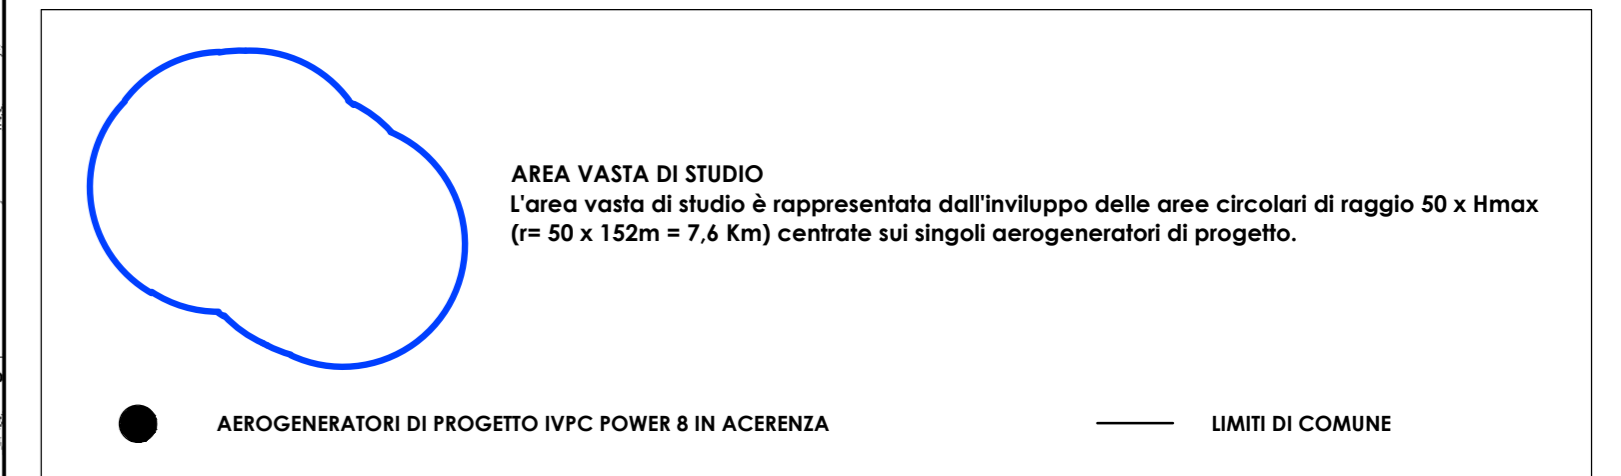 AREA VASTA DI STUDIO
L'area vasta di studio è rappresentata dall'inviluppo delle aree circolari di raggio 50 x Hmax
(r= 50 x 152m = 7,6 Km) centrate sui singoli aerogeneratori di progetto.
AEROGENERATORI DI PROGETTO IVPC POWER 8 IN ACERENZA
LIMITI DI COMUNE